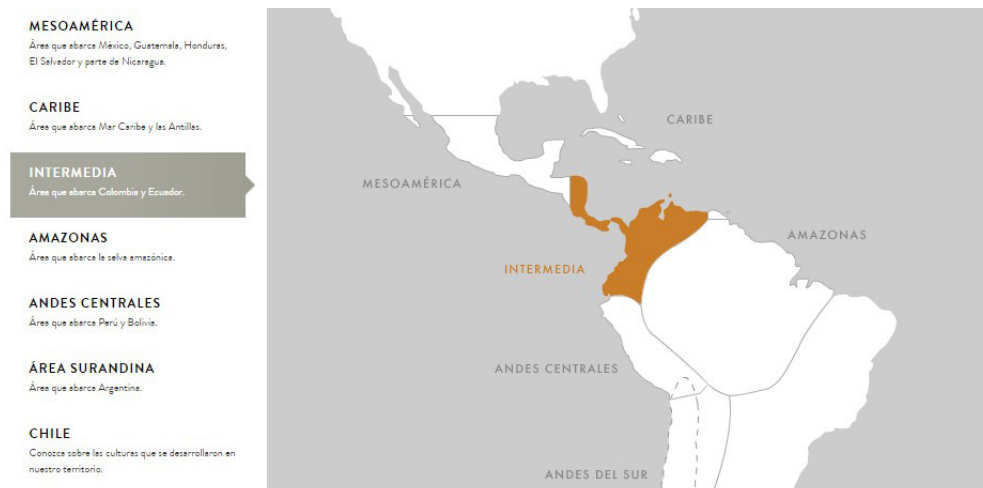 MESOAMÉRICA
Área que abarca México, Guatemala, Honduras,
El Salvador y parte de Nicaragua.
CARIBE
Área que abarca Mar Caribe y las Antillas.
INTERMEDIA
Área que abarca Colombia y Ecuador.
AMAZONAS
Área que abarca la selva amazónica.
ANDES CENTRALES
Área que abarca Perú y Bolivia.
ÁREA SURANDINA
Área que abarca Argentina.
CHILE
Conozca sobre las culturas que se desarrollaron en
nuestro territorio.
CARIBE
MESOAMÉRICA
AMAZONAS
INTERMEDIA
ANDES CENTRALES
ANDES DEL SUR